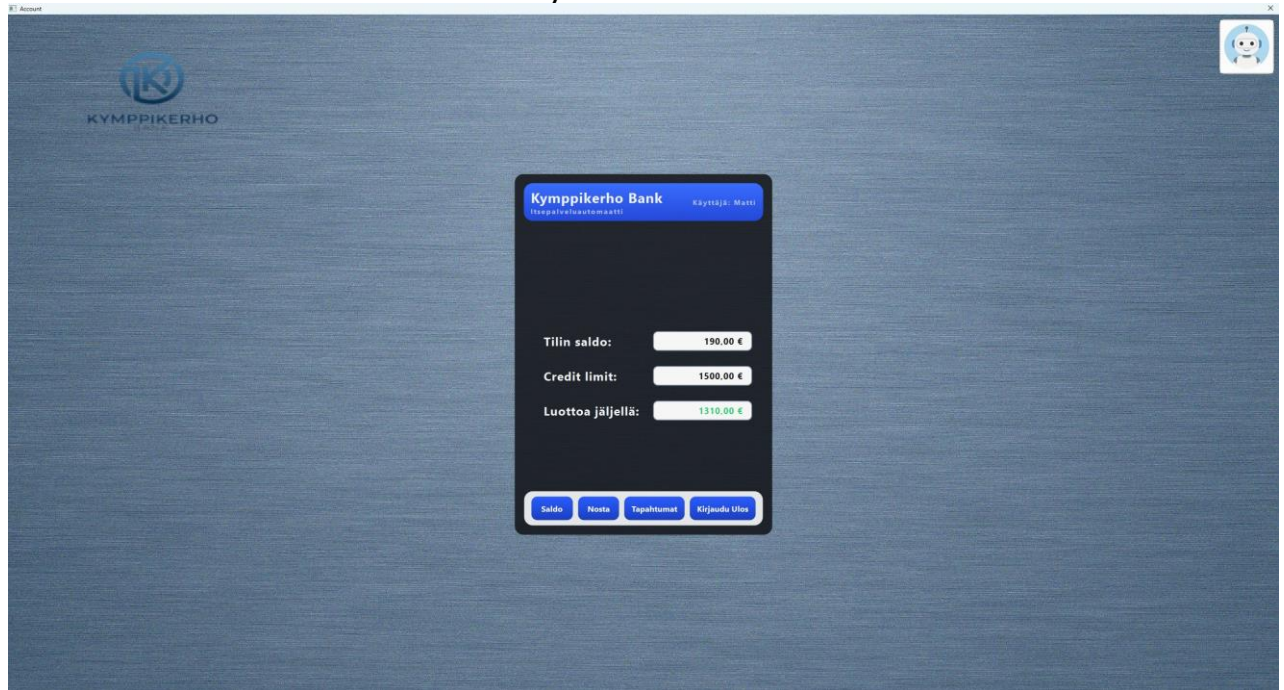 Account
KYMPPIKERHO
Kymppikerho Bank
Käyttäjä: Matti
Itsepalveluautomaatti
Tilin saldo: 190,00 €
Credit limit: 1500,00 €
Luottoa jäljellä: 1310,00 €
Saldo Nosta Tapahtumat Kirjaudu Ulos